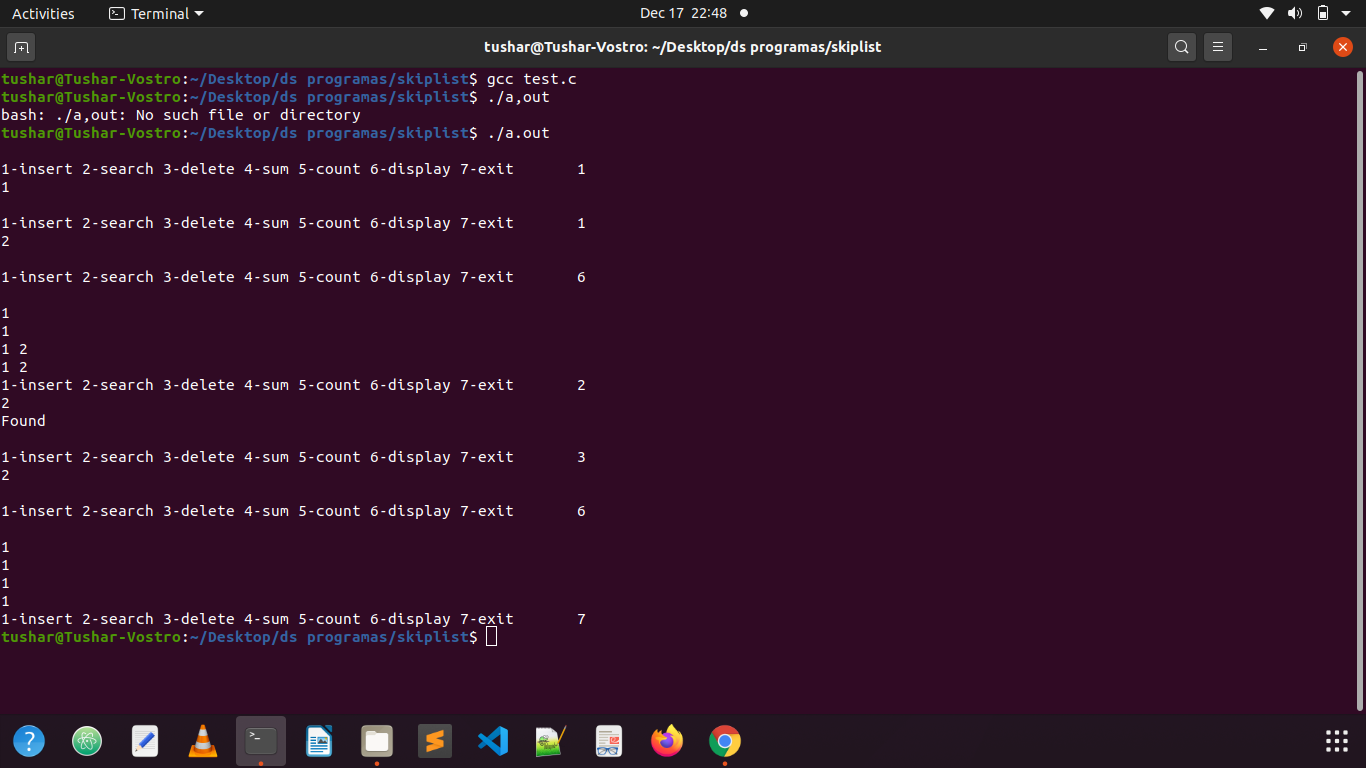 Activities
Terminal
Dec 17 22:48
tushar@Tushar-Vostro: ~/Desktop/ds programas/skiplist
tushar@Tushar-Vostro:~/Desktop/ds programas/skiplist$ gcc test.c
tushar@Tushar-Vostro:~/Desktop/ds programas/skiplist$ ./a,out
bash: ./a,out: No such file or directory
tushar@Tushar-Vostro:~/Desktop/ds programas/skiplist$ ./a.out
1-insert 2-search 3-delete 4-sum 5-count 6-display 7-exit 1
1
1-insert 2-search 3-delete 4-sum 5-count 6-display 7-exit 1
2
1-insert 2-search 3-delete 4-sum 5-count 6-display 7-exit 6
1
1
1 2
1 2
1-insert 2-search 3-delete 4-sum 5-count 6-display 7-exit 2
2
Found
1-insert 2-search 3-delete 4-sum 5-count 6-display 7-exit 3
2
1-insert 2-search 3-delete 4-sum 5-count 6-display 7-exit 6
1
1
1
1
1-insert 2-search 3-delete 4-sum 5-count 6-display 7-exit 7
tushar@Tushar-Vostro:~/Desktop/ds programas/skiplist$